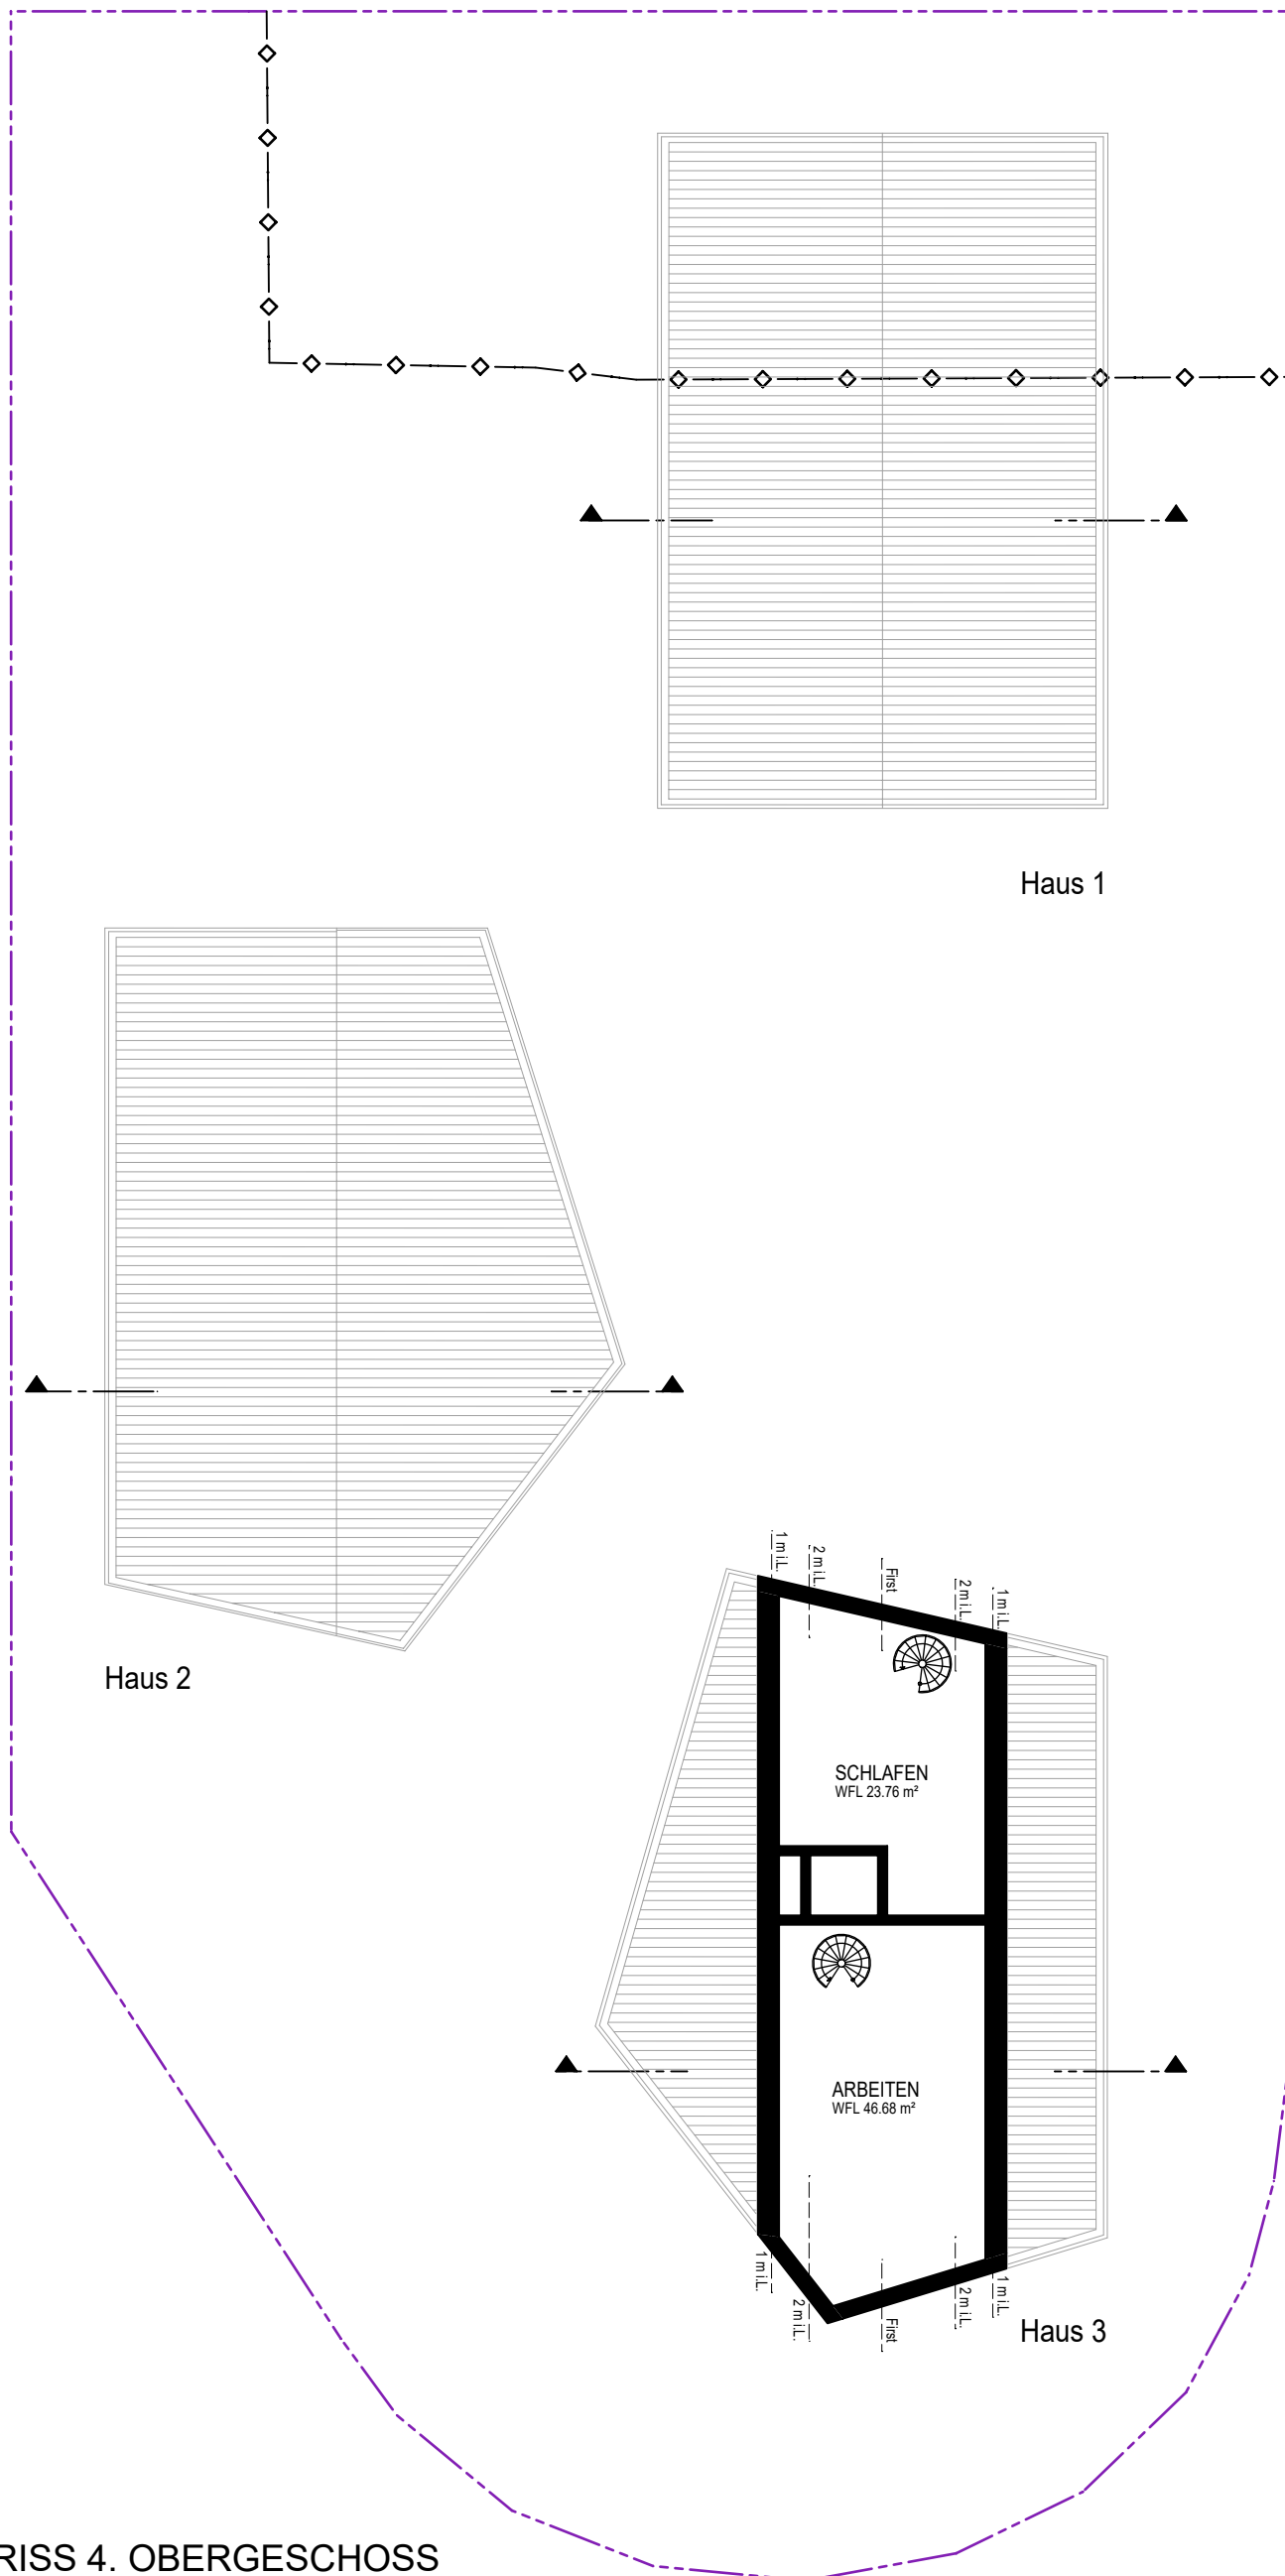 Haus 1
Haus 2
1 m i.L.
2 m i.L.
First
2 m i.L.
1 m i.L.
SCHLAFEN
WFL 23.76 m²
ARBEITEN
WFL 46.68 m²
1 m i.L.
2 m i.L.
First
2 m i.L.
1 m i.L.
Haus 3
RISS 4. OBERGESCHOSS